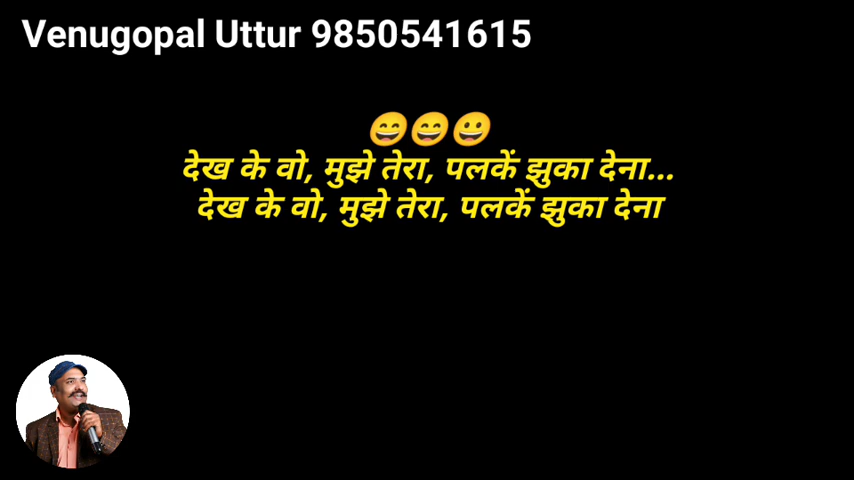 Venugopal Uttur 9850541615
😄😄😀
देख के वो, मुझे तेरा, पलकें झुका देना...
देख के वो, मुझे तेरा, पलकें झुका देना